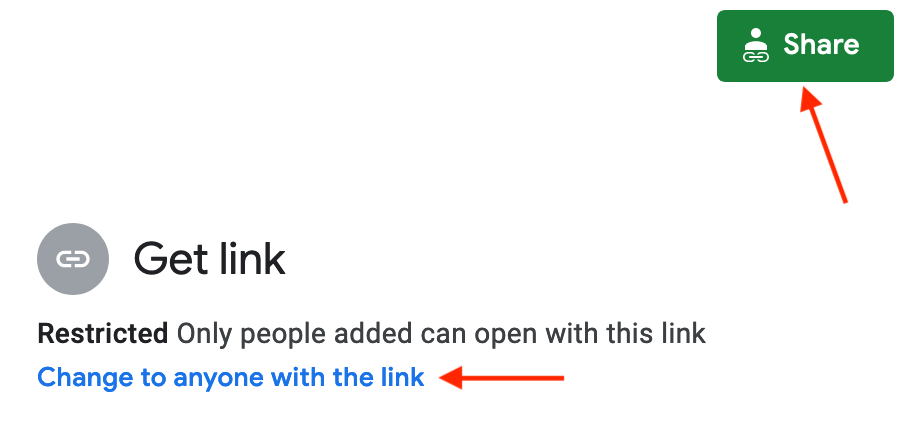 Share
Get link
Restricted Only people added can open with this link
Change to anyone with the link